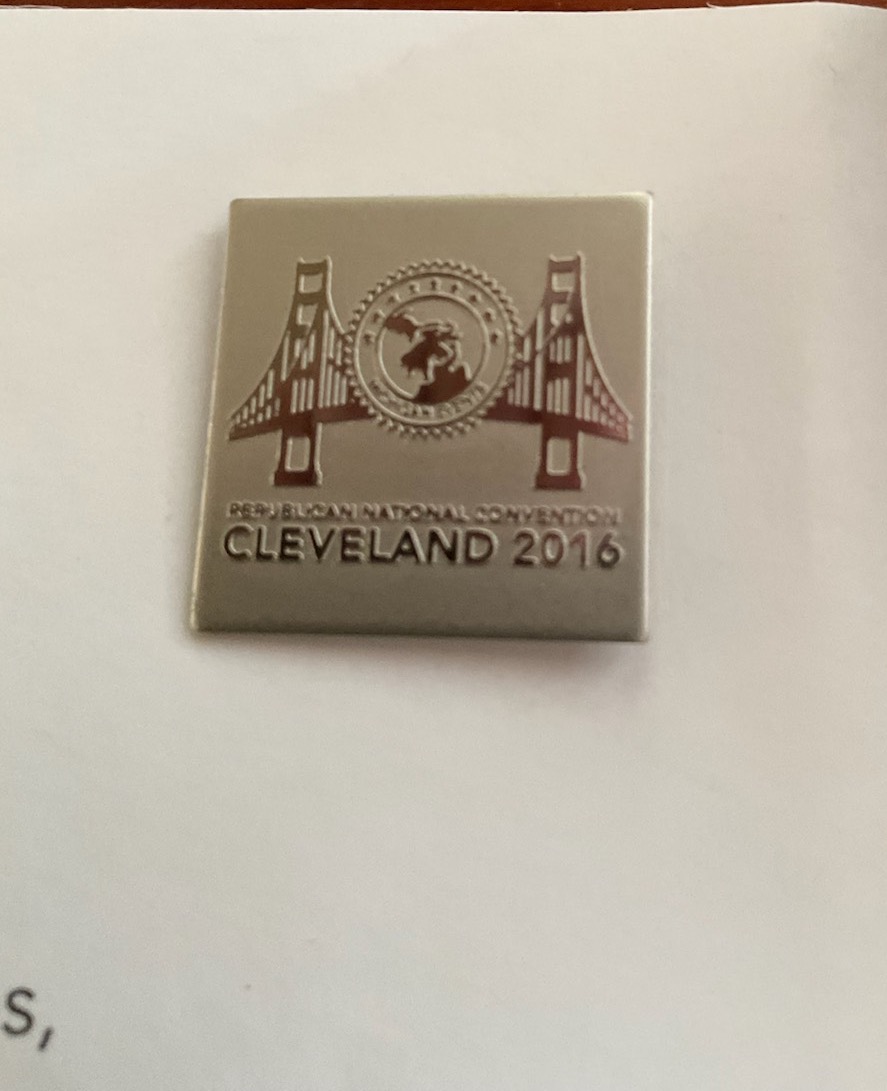 REPUBLICAN NATIONAL CONVENTION
CLEVELAND 2016
s,